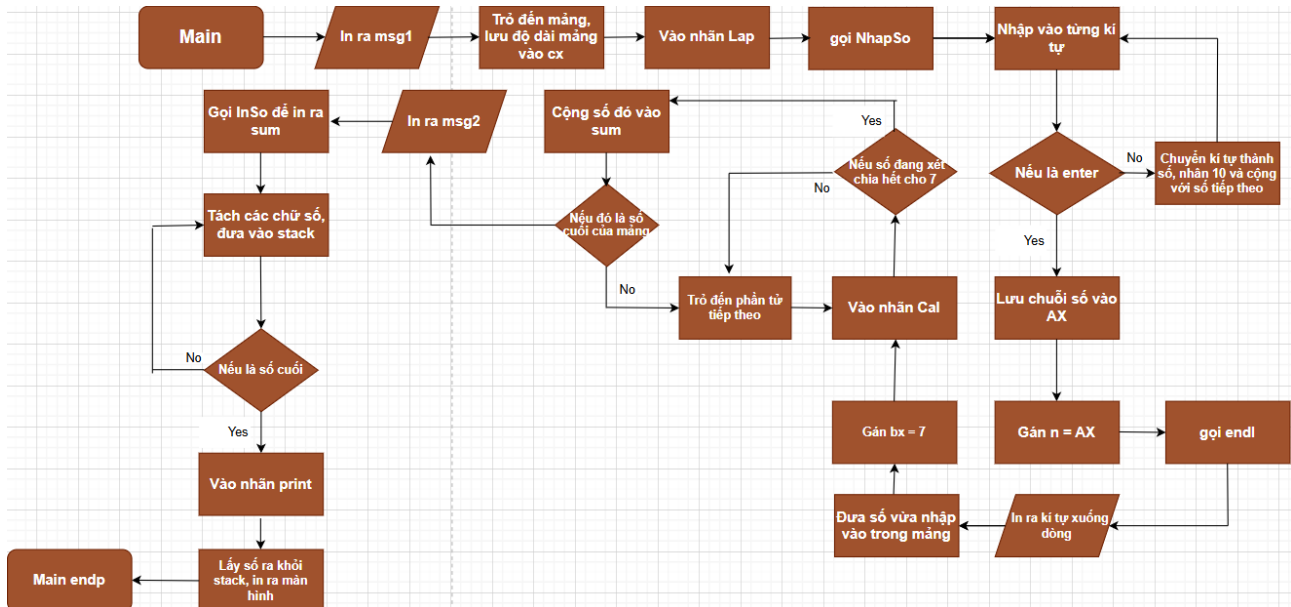 Main
In ra msg1
Trỏ đến mảng,
lưu độ dài mảng
vào cx
Vào nhãn Lap
gọi NhapSo
Nhập vào từng kí
tự
Gọi InSo để in ra
sum
In ra msg2
Cộng số đó vào
sum
Yes
Nếu số đang xét
chia hết cho 7
No
Nếu là enter
No
Chuyển kí tự thành
số, nhân 10 và cộng
với số tiếp theo
Tách các chữ số,
đưa vào stack
Nếu đó là số
cuối của mảng
Yes
No
Trỏ đến phần tử
tiếp theo
Vào nhãn Cal
Lưu chuỗi số vào
AX
No
Nếu là số cuối
Yes
Gán bx = 7
Gán n = AX
gọi endl
Vào nhãn print
Đưa số vừa nhập
vào trong mảng
In ra kí tự xuống
dòng
Main endp
Lấy số ra khỏi
stack, in ra màn
hình